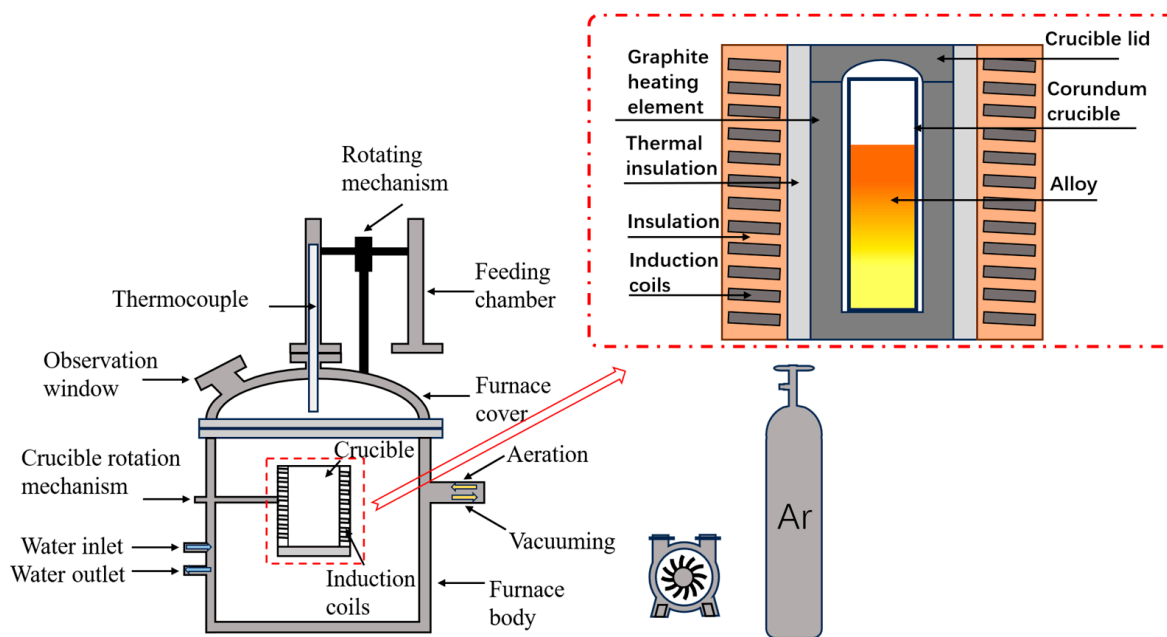 Rotating
mechanism
Thermocouple
Feeding
chamber
Observation
window
Furnace
cover
Crucible
Crucible rotation
mechanism
Aeration
Water inlet
Vacuuming
Water outlet
Induction
coils
Furnace
body
Graphite
heating
element
Crucible lid
Corundum
crucible
Thermal
insulation
Alloy
Insulation
Induction
coils
Ar